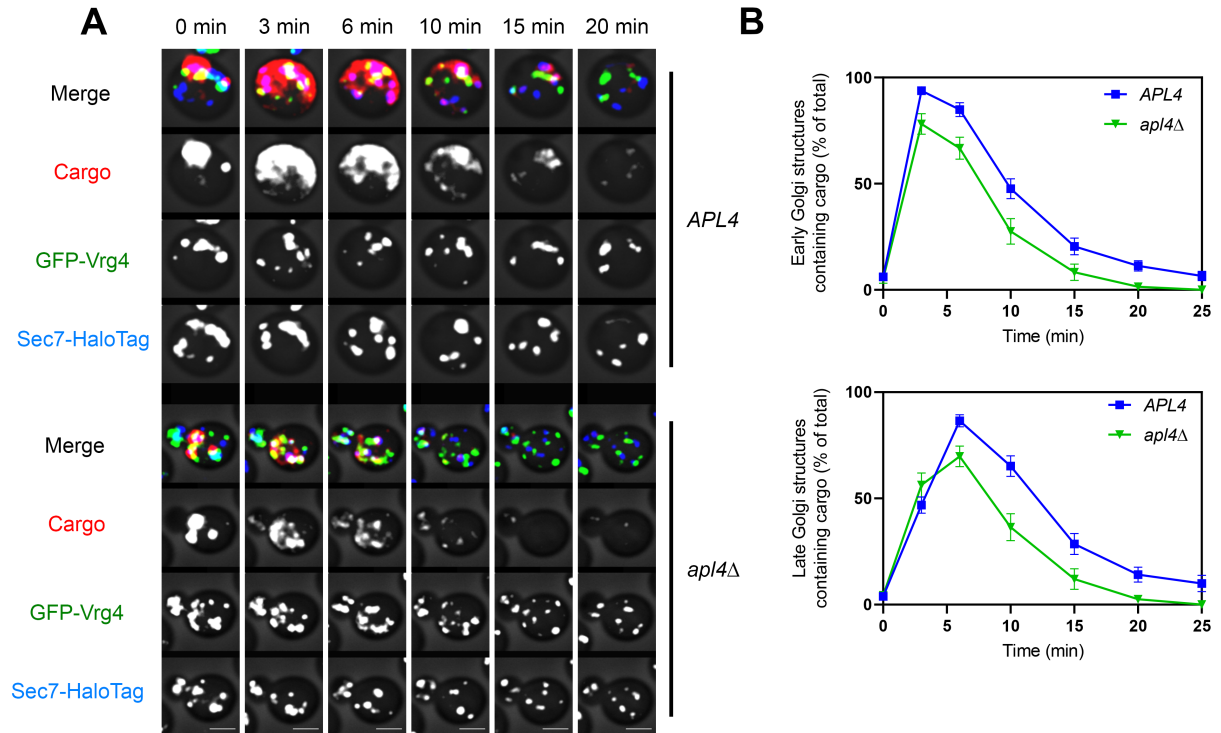 A
0 min 3 min 6 min 10 min 15 min 20 min
Merge
Cargo
GFP-Vrg4
Sec7-HaloTag
APL4
Merge
Cargo
GFP-Vrg4
Sec7-HaloTag
apl4Δ
B
Early Golgi structures
containing cargo (% of total)
100
50
0
0 5 10 15 20 25
Time (min)
APL4
apl4Δ
Late Golgi structures
containing cargo (% of total)
100
50
0
0 5 10 15 20 25
Time (min)
APL4
apl4Δ